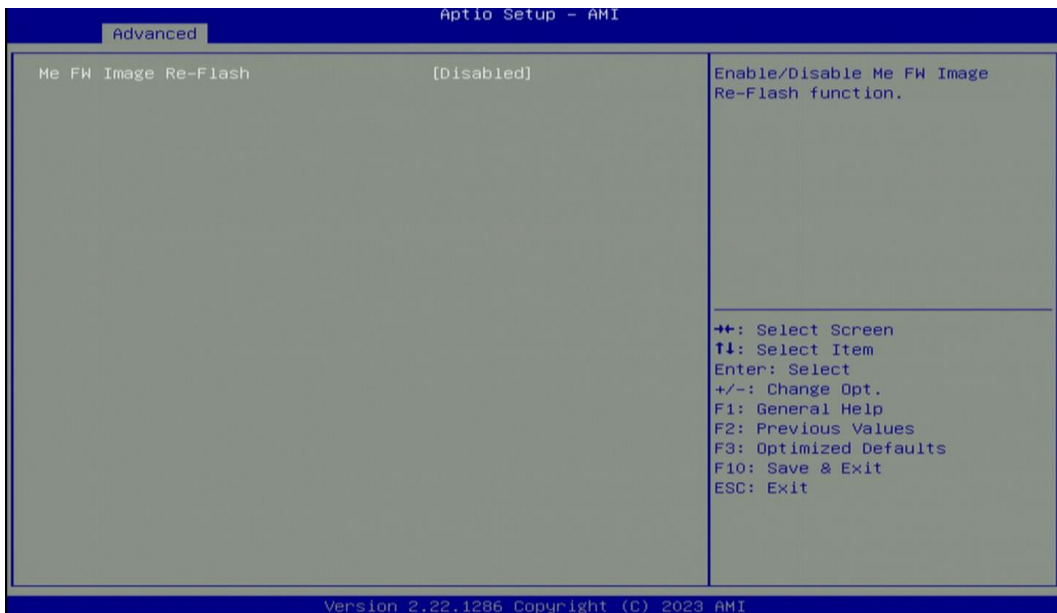 Aptio Setup – AMI
Advanced
Me FW Image Re-Flash [Disabled]
Enable/Disable Me FW Image
Re-Flash function.
→←: Select Screen
↑↓: Select Item
Enter: Select
+/-: Change Opt.
F1: General Help
F2: Previous Values
F3: Optimized Defaults
F10: Save & Exit
ESC: Exit
Version 2.22.1286 Copyright (C) 2023 AMI